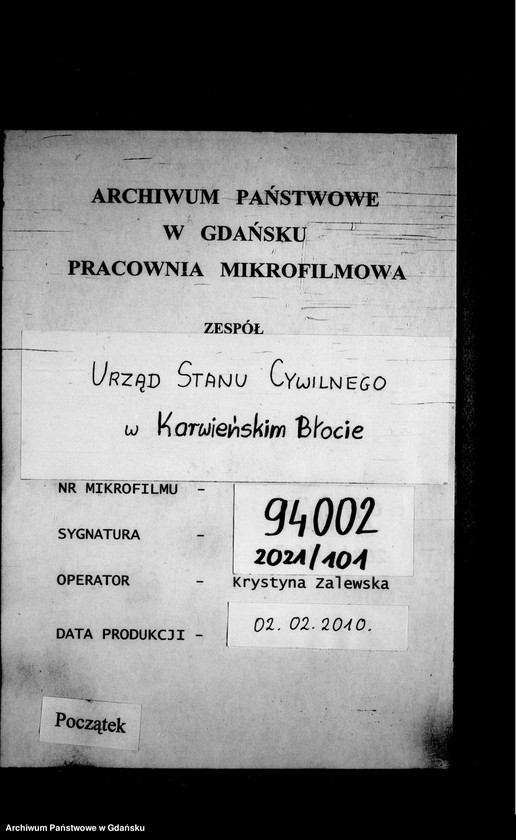 ARCHIWUM PAŃSTWOWE
W GDAŃSKU
PRACOWNIA MIKROFILMOWA
ZESPÓŁ
URZĄD STANU CYWILNEGO
w Karwieńskim Błocie
NR MIKROFILMU - 94002
SYGNATURA - 2021/101
OPERATOR - Krystyna Zalewska
DATA PRODUKCJI - 02.02.2010.
Początek
Archiwum Państwowe w Gdańsku